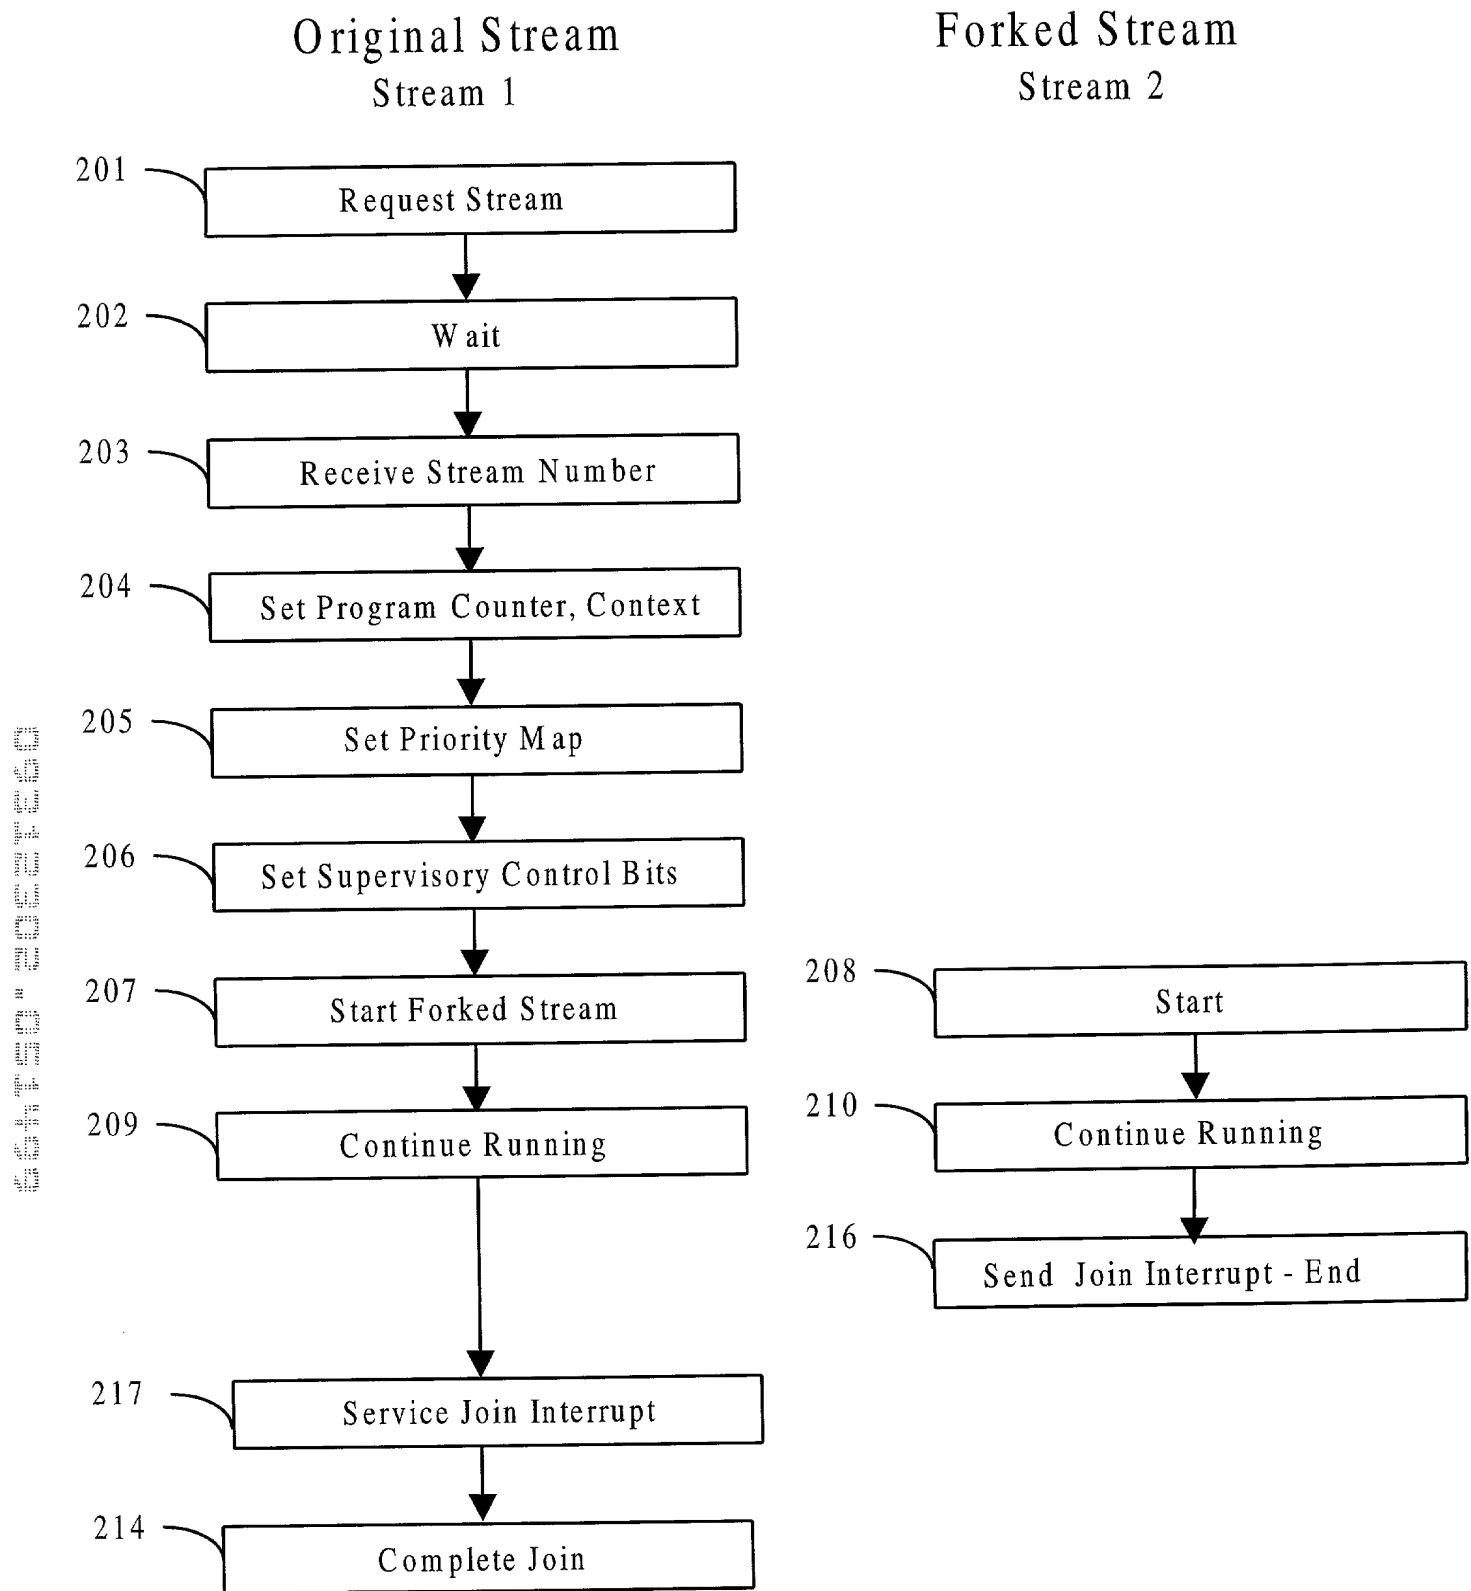 Original Stream
Stream 1
Forked Stream
Stream 2
201
Request Stream
202
Wait
203
Receive Stream Number
204
Set Program Counter, Context
205
Set Priority Map
206
Set Supervisory Control Bits
207
Start Forked Stream
208
Start
209
Continue Running
210
Continue Running
216
Send Join Interrupt - End
217
Service Join Interrupt
214
Complete Join